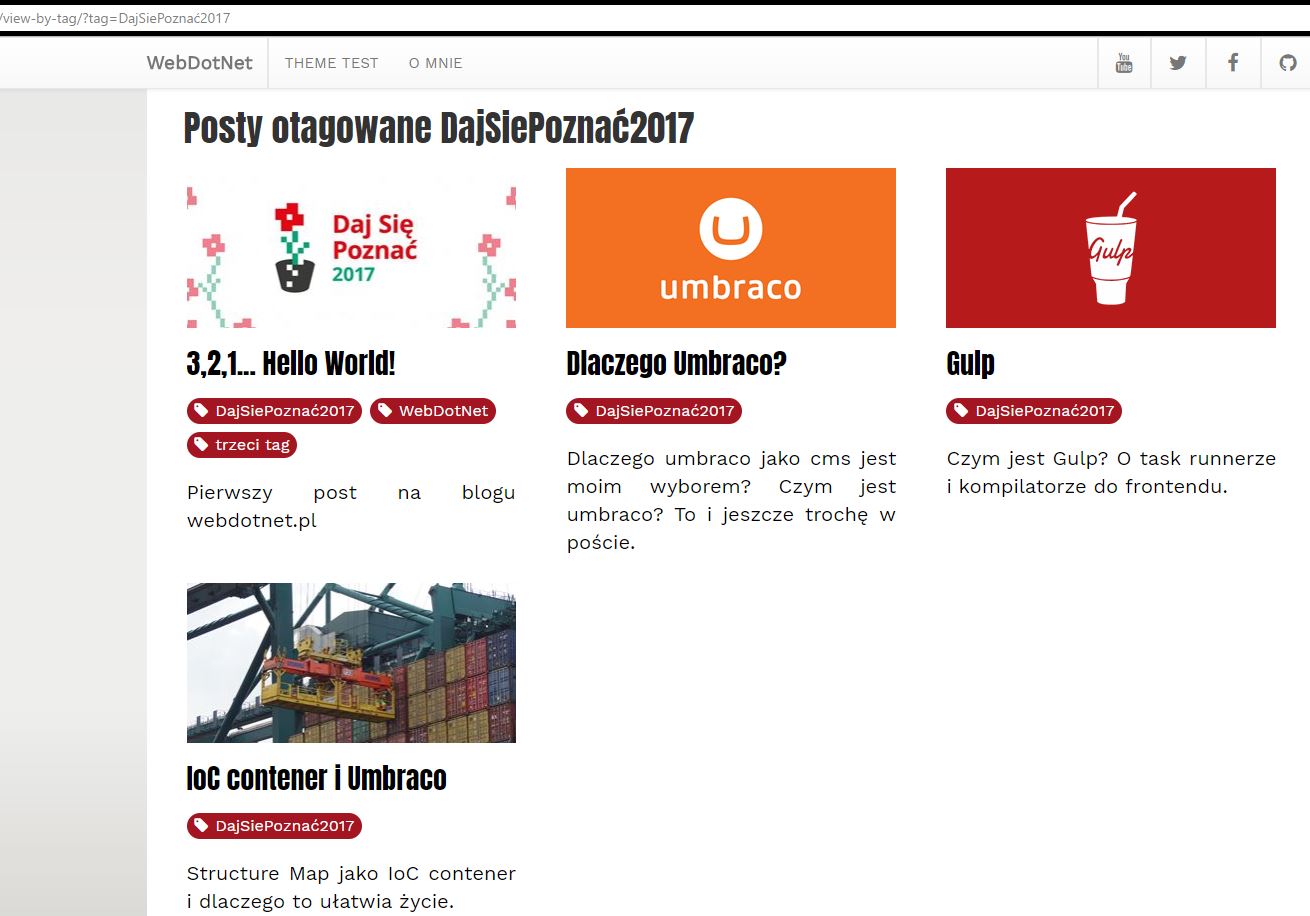 /view-by-tag/?tag=DajSiePoznać2017
WebDotNet
THEME TEST
O MNIE
You
Tube
Posty otagowane DajSiePoznać2017
Daj Się
Poznać
2017
umbraco
Gulp
3,2,1... Hello World!
DajSiePoznać2017
WebDotNet
trzeci tag
Pierwszy post na blogu
webdotnet.pl
Dlaczego Umbraco?
DajSiePoznać2017
Dlaczego umbraco jako cms jest
moim wyborem? Czym jest
umbraco? To i jeszcze trochę w
poście.
Gulp
DajSiePoznać2017
Czym jest Gulp? O task runnerze
i kompilatorze do frontendu.
IoC contener i Umbraco
DajSiePoznać2017
Structure Map jako IoC contener
i dlaczego to ułatwia życie.